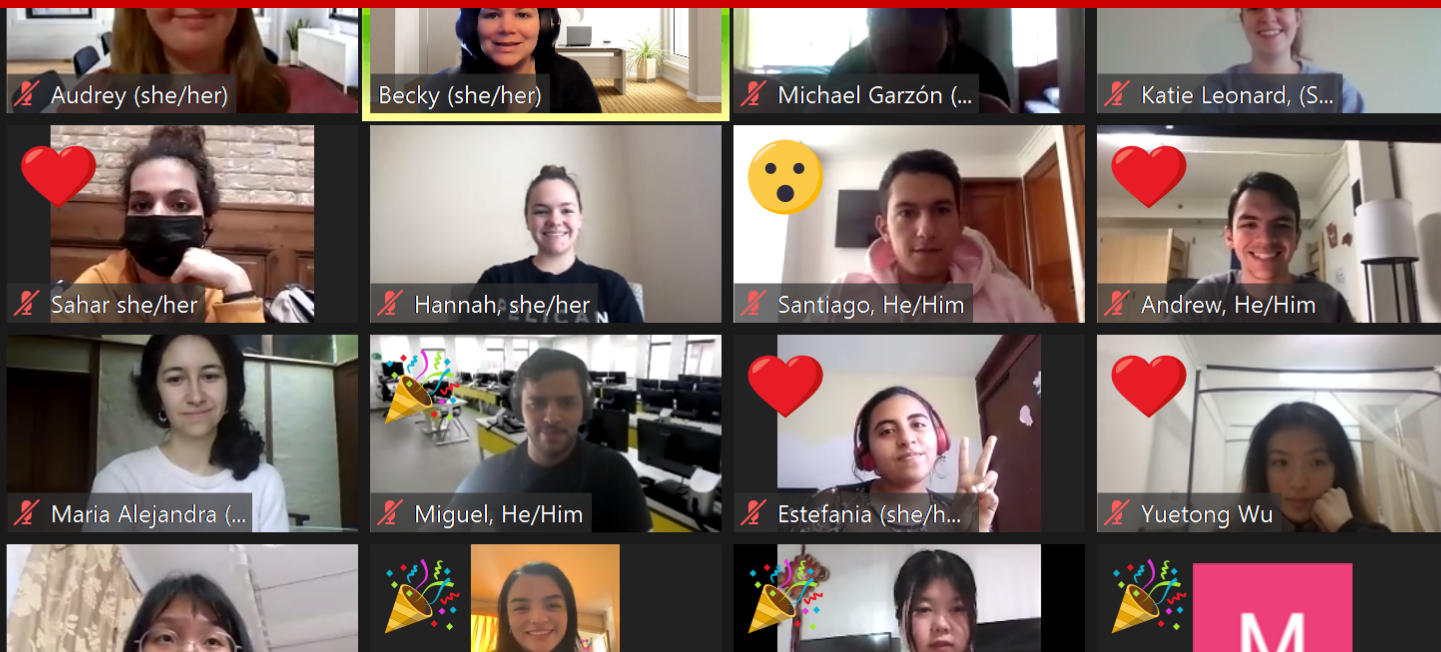 Audrey (she/her)
Becky (she/her)
Michael Garzón (...
Katie Leonard, (S...
Sahar she/her
Hannah, she/her
Santiago, He/Him
Andrew, He/Him
Maria Alejandra (...
Miguel, He/Him
Estefania (she/h...
Yuetong Wu
M